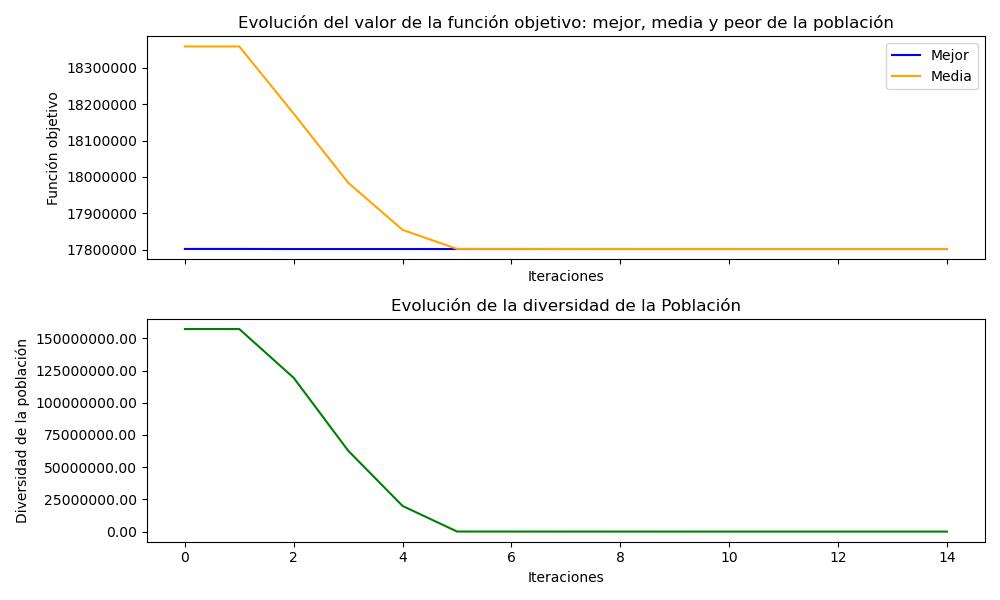 Evolución del valor de la función objetivo: mejor, media y peor de la población
Función objetivo
18300000
18200000
18100000
18000000
17900000
17800000
Mejor
Media
Iteraciones
Evolución de la diversidad de la Población
Diversidad de la población
150000000.00
125000000.00
100000000.00
75000000.00
50000000.00
25000000.00
0.00
0 2 4 6 8 10 12 14
Iteraciones